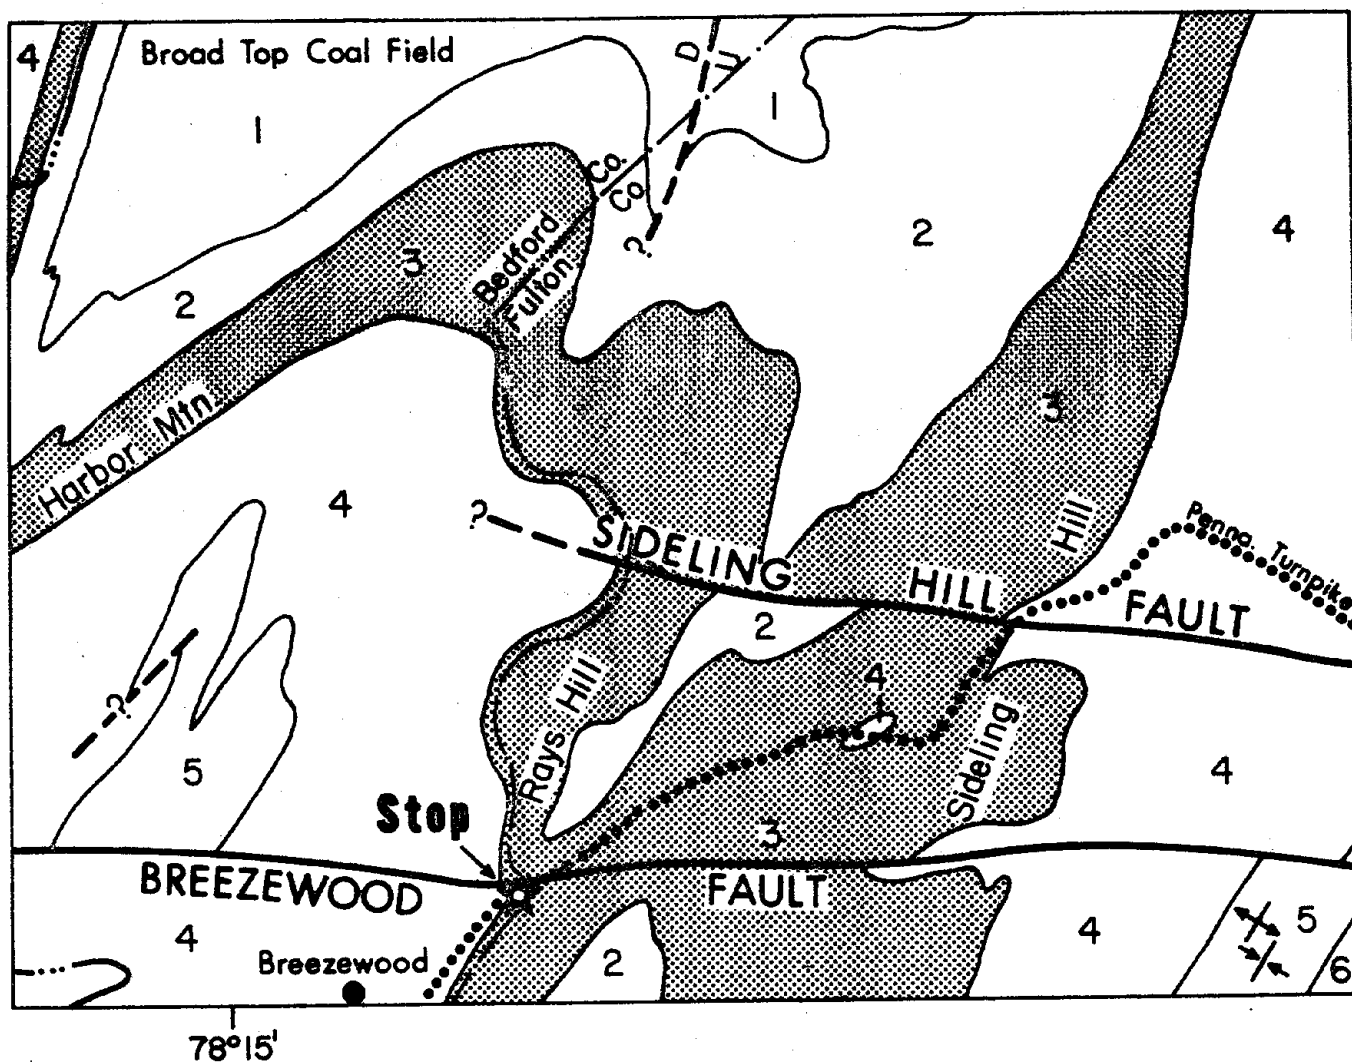 4
Broad Top Coal Field
D
U
1
1
Co.
Co.
2
4
3
Bedford
Fulton
?
2
3
Harbor Mtn
4
?
SIDELING HILL FAULT
Hill
Penna. Turnpike
2
4
?
Rays Hill
Sideling
5
4
Stop
3
BREEZEWOOD FAULT
4
Breezewood
2
4
5
6
78°15'